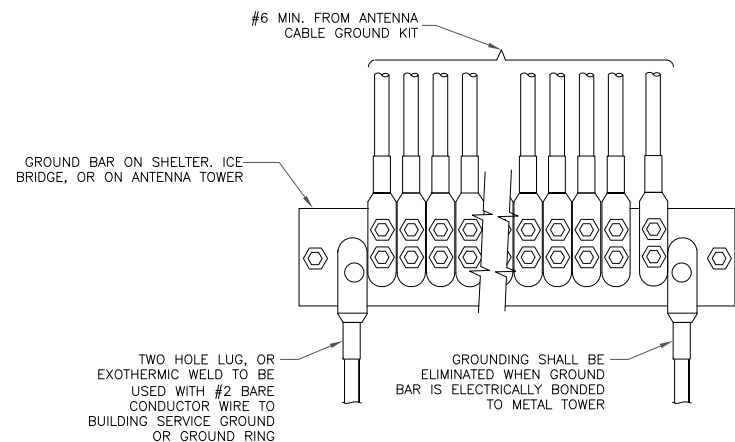 #6 MIN. FROM ANTENNA
CABLE GROUND KIT
GROUND BAR ON SHELTER. ICE
BRIDGE, OR ON ANTENNA TOWER
TWO HOLE LUG, OR
EXOTHERMIC WELD TO BE
USED WITH #2 BARE
CONDUCTOR WIRE TO
BUILDING SERVICE GROUND
OR GROUND RING
GROUNDING SHALL BE
ELIMINATED WHEN GROUND
BAR IS ELECTRICALLY BONDED
TO METAL TOWER